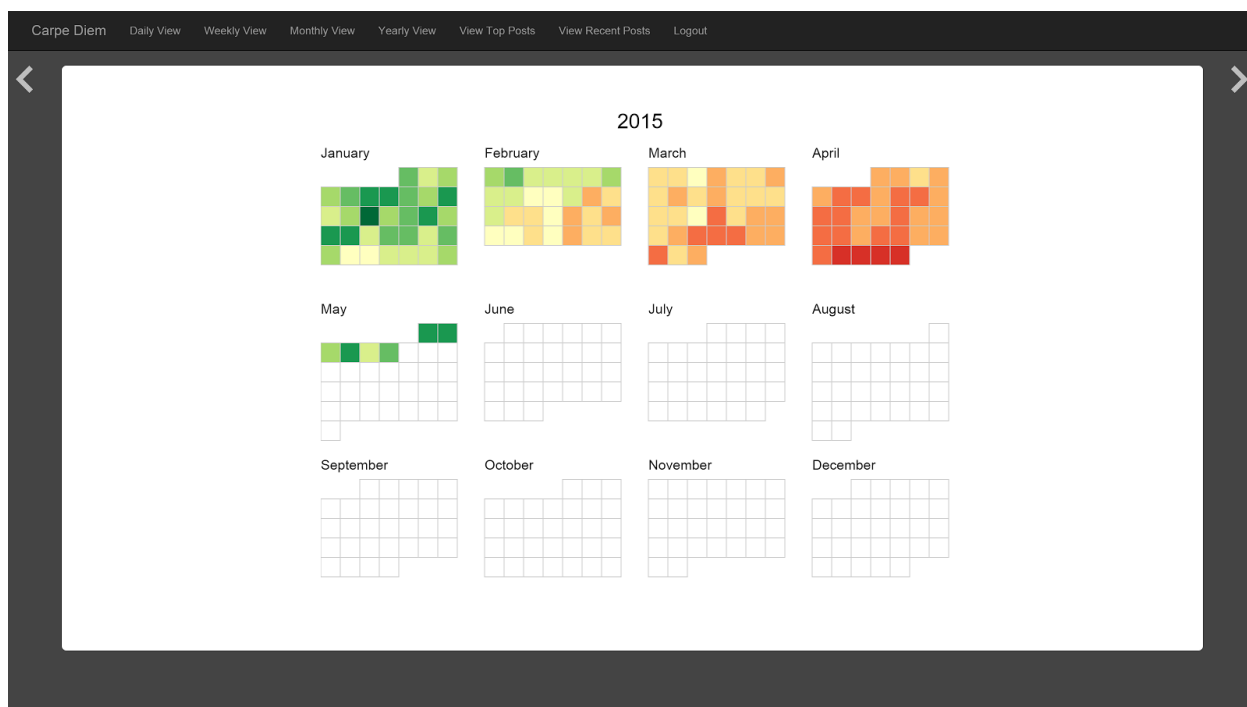 Carpe Diem Daily View Weekly View Monthly View Yearly View View Top Posts View Recent Posts Logout
2015
January February March April
May June July August
September October November December